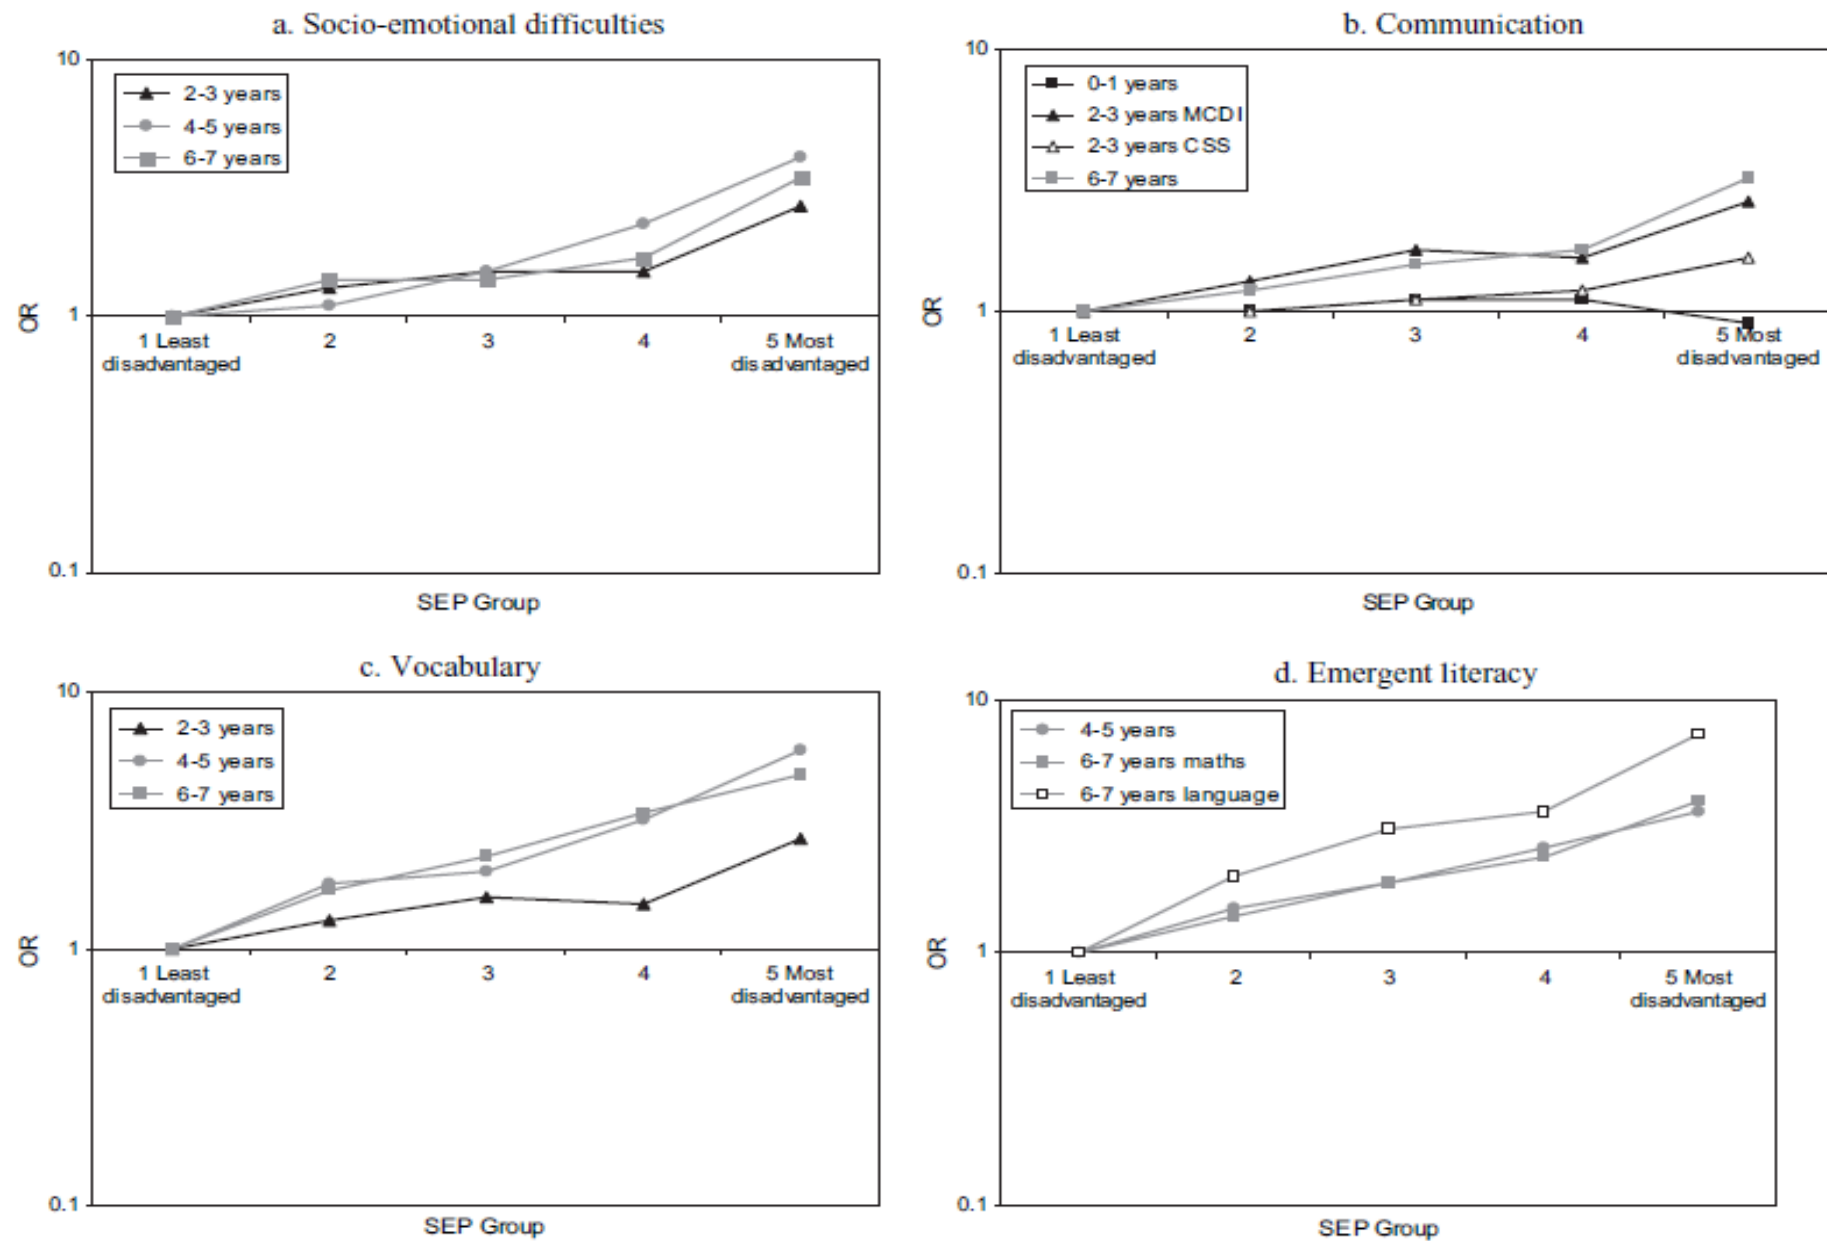 a. Socio-emotional difficulties
10
2-3 years
4-5 years
6-7 years
OR
1
1 Least disadvantaged
2
3
4
5 Most disadvantaged
0.1
SEP Group
b. Communication
10
0-1 years
2-3 years MCDI
2-3 years CSS
6-7 years
OR
1
1 Least disadvantaged
2
3
4
5 Most disadvantaged
0.1
SEP Group
c. Vocabulary
10
2-3 years
4-5 years
6-7 years
OR
1
1 Least disadvantaged
2
3
4
5 Most disadvantaged
0.1
SEP Group
d. Emergent literacy
10
4-5 years
6-7 years maths
6-7 years language
OR
1
1 Least disadvantaged
2
3
4
5 Most disadvantaged
0.1
SEP Group